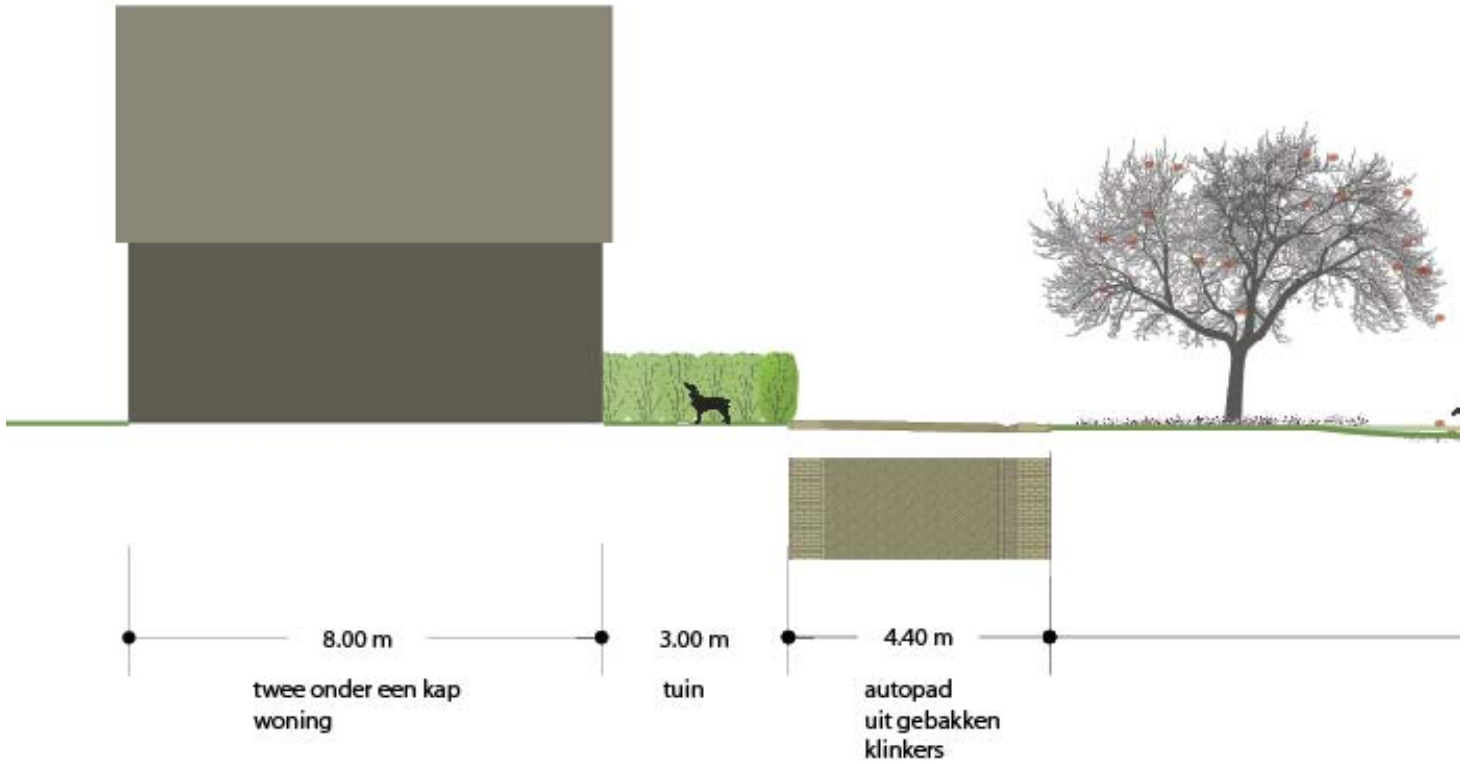 8.00 m
3.00 m
4.40 m
twee onder een kap
woning
tuin
autopad
uit gebakken
klinkers